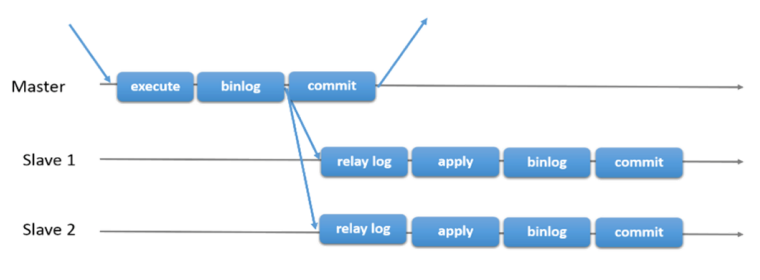 Master execute binlog commit
Slave 1 relay log apply binlog commit
Slave 2 relay log apply binlog commit